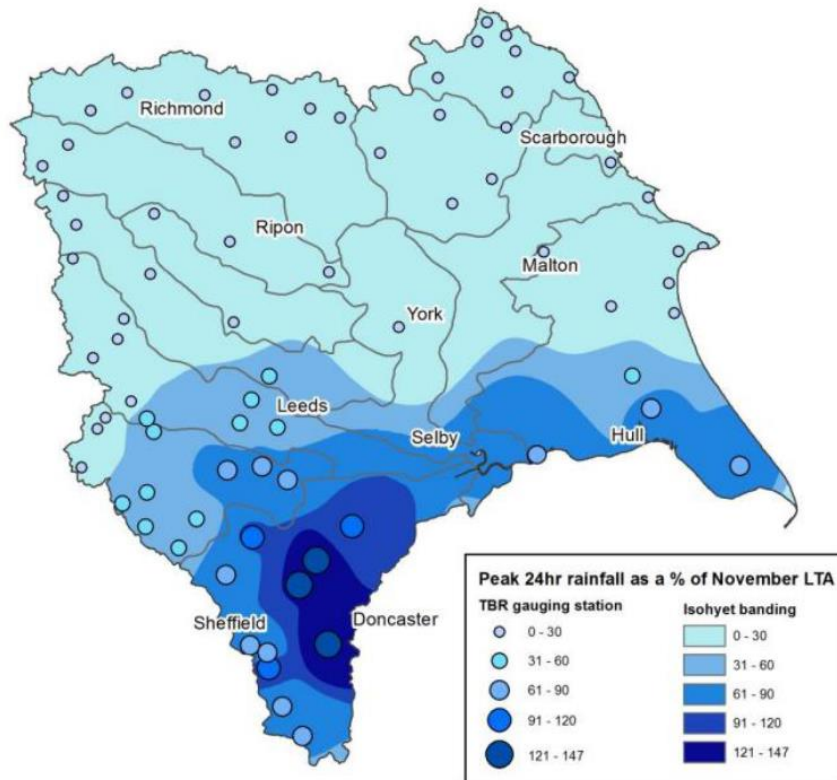 Richmond
Scarborough
Ripon
Malton
York
Leeds
Selby
Hull
Sheffield
Doncaster
Peak 24hr rainfall as a % of November LTA
TBR gauging station
Isohyet banding
0 - 30
0 - 30
31 - 60
31 - 60
61 - 90
61 - 90
91 - 120
91 - 120
121 - 147
121 - 147